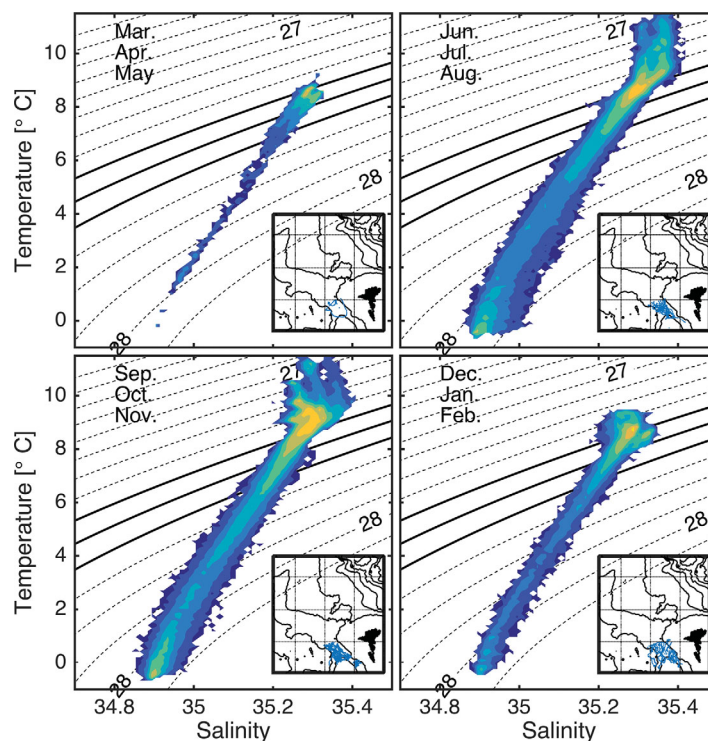 Mar.
Apr.
May
27
28
28
10
8
6
4
2
0
Temperature [° C]
Jun.
Jul.
Aug.
27
28
Sep.
Oct.
Nov.
27
28
28
10
8
6
4
2
0
Temperature [° C]
34.8
35
35.2
35.4
Salinity
Dec.
Jan.
Feb.
27
28
28
34.8
35
35.2
35.4
Salinity